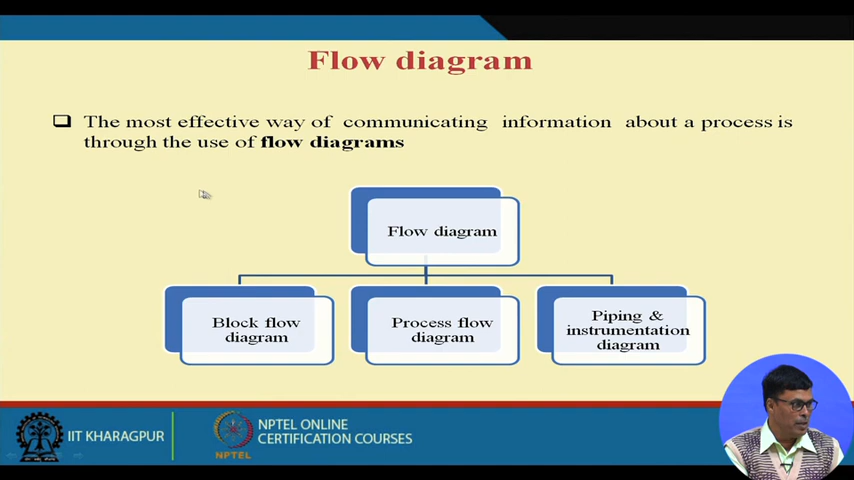 Flow diagram
The most effective way of communicating information about a process is
through the use of flow diagrams
Flow diagram
Block flow
diagram
Process flow
diagram
Piping &
instrumentation
diagram
IIT KHARAGPUR
NPTEL
NPTEL ONLINE
CERTIFICATION COURSES